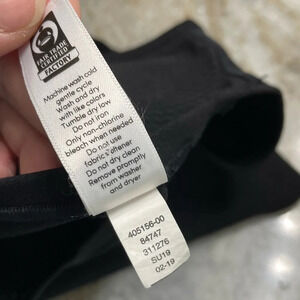 FAIR TRADE
CERTIFIED
FACTORY
Machine wash cold
gentle cycle
Wash and dry
with like colors
Tumble dry low
Do not iron
Only non-chlorine
bleach when needed
Do not use
fabric softener
Do not dry clean
Remove promptly
from washer
and dryer
405156-00
84747
311276
SU19
02-19